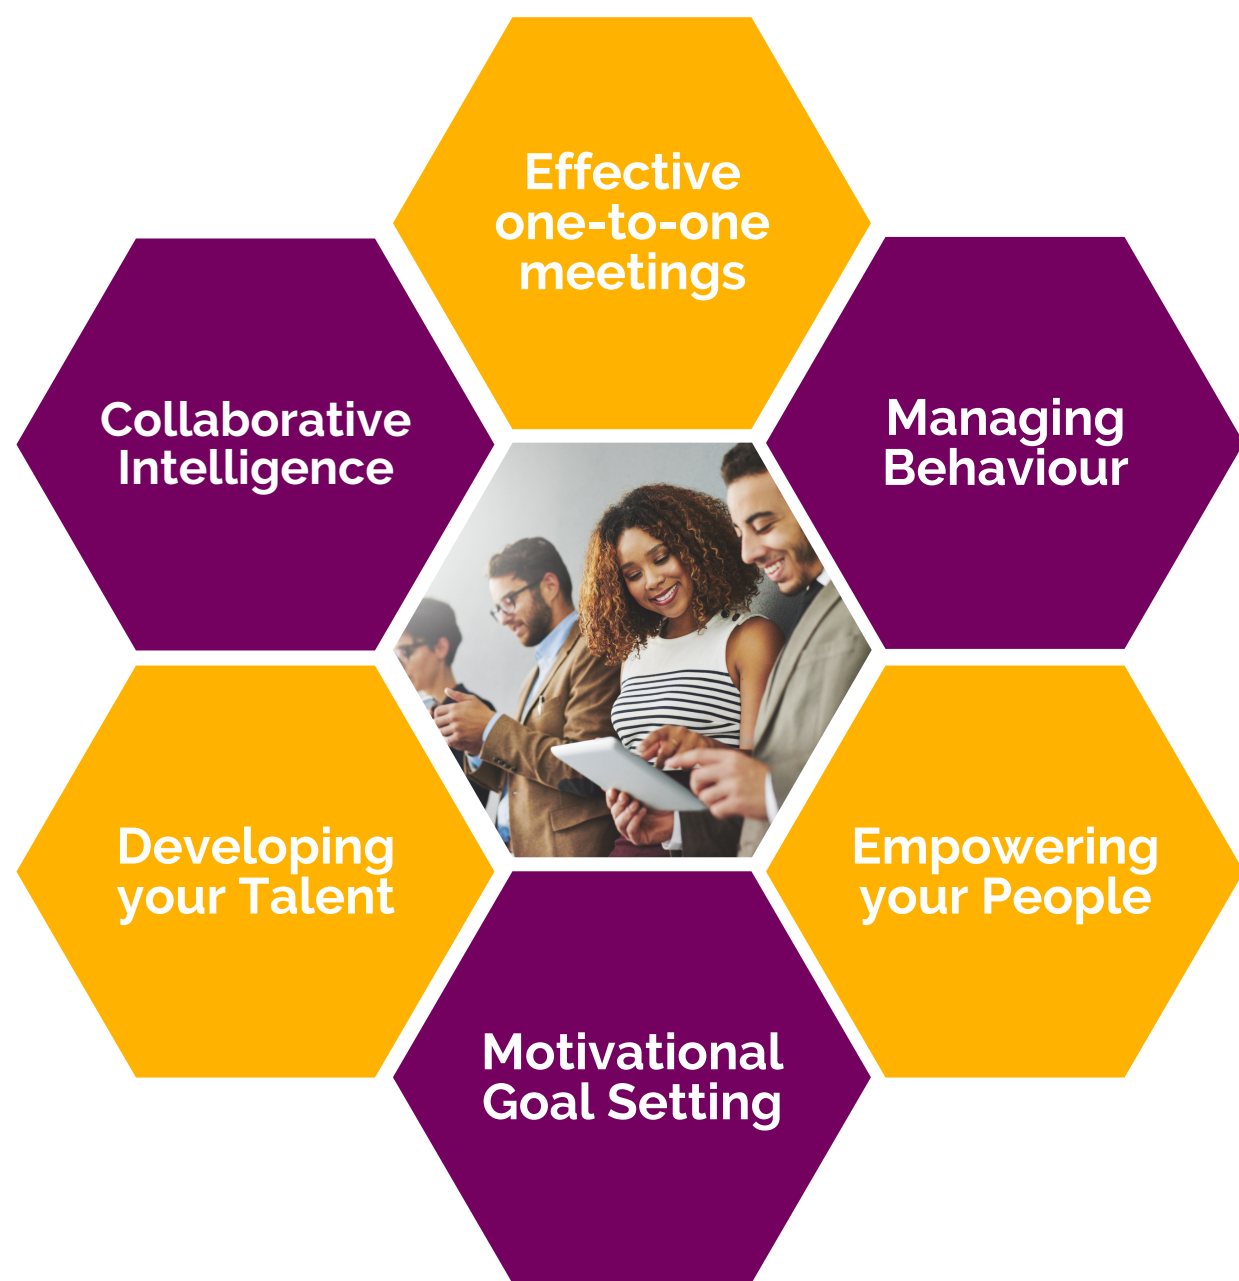 Effective
one-to-one
meetings
Collaborative
Intelligence
Managing
Behaviour
Developing
your Talent
Empowering
your People
Motivational
Goal Setting